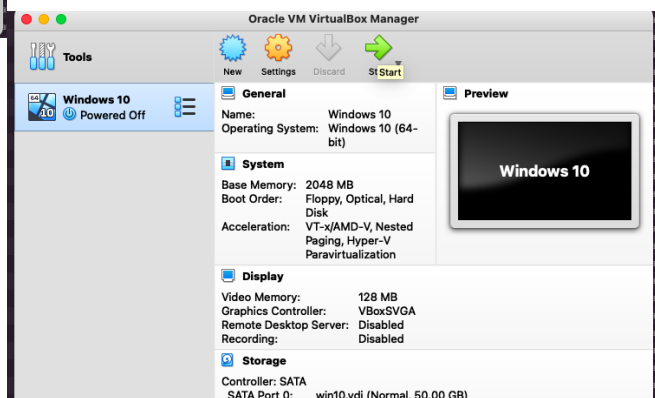 Oracle VM VirtualBox Manager
Tools
New Settings Discard Start
Windows 10
Powered Off
64
10
General
Name: Windows 10
Operating System: Windows 10 (64-
bit)
System
Base Memory: 2048 MB
Boot Order: Floppy, Optical, Hard
Disk
Acceleration: VT-x/AMD-V, Nested
Paging, Hyper-V
Paravirtualization
Preview
Windows 10
Display
Video Memory: 128 MB
Graphics Controller: VBoxSVGA
Remote Desktop Server: Disabled
Recording: Disabled
Storage
Controller: SATA
SATA Port 0: win10.vdi (Normal, 50.00 GB)